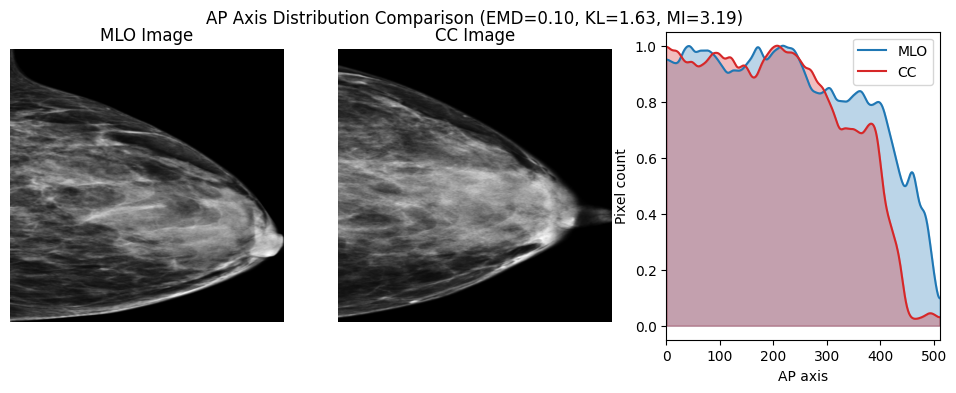 AP Axis Distribution Comparison (EMD=0.10, KL=1.63, MI=3.19)
MLO Image
CC Image
MLO
CC
Pixel count
1.0
0.8
0.6
0.4
0.2
0.0
0 100 200 300 400 500
AP axis